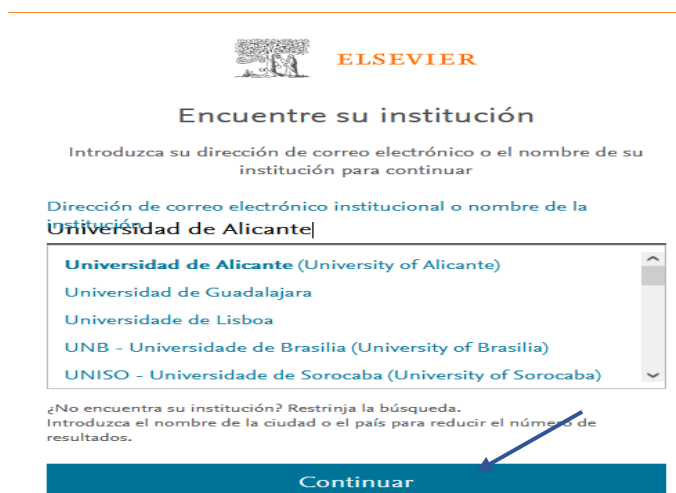 ELSEVIER
Encuentre su institución
Introduzca su dirección de correo electrónico o el nombre de su
institución para continuar
Dirección de correo electrónico institucional o nombre de la
institución
Universidad de Alicante
Universidad de Alicante (University of Alicante)
Universidad de Guadalajara
Universidade de Lisboa
UNB - Universidade de Brasilia (University of Brasilia)
UNISO - Universidade de Sorocaba (University of Sorocaba)
¿No encuentra su institución? Restrinja la búsqueda.
Introduzca el nombre de la ciudad o el país para reducir el número de
resultados.
Continuar